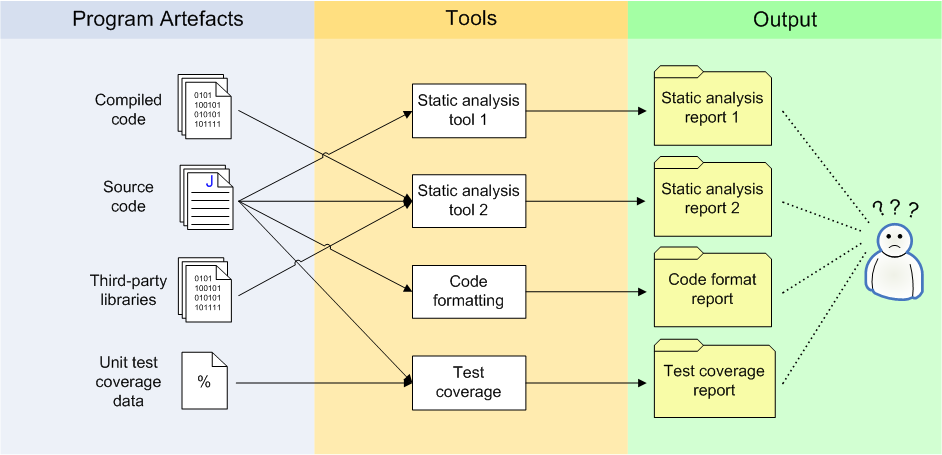 Program Artefacts
Tools
Output
Compiled
code
0101
100101
010101
101111
Static analysis
tool 1
Static analysis
report 1
Source
code
J
Static analysis
tool 2
Static analysis
report 2
? ? ?
Third-party
libraries
0101
100101
010101
101111
Code
formatting
Code format
report
Unit test
coverage
data
%
Test
coverage
Test coverage
report